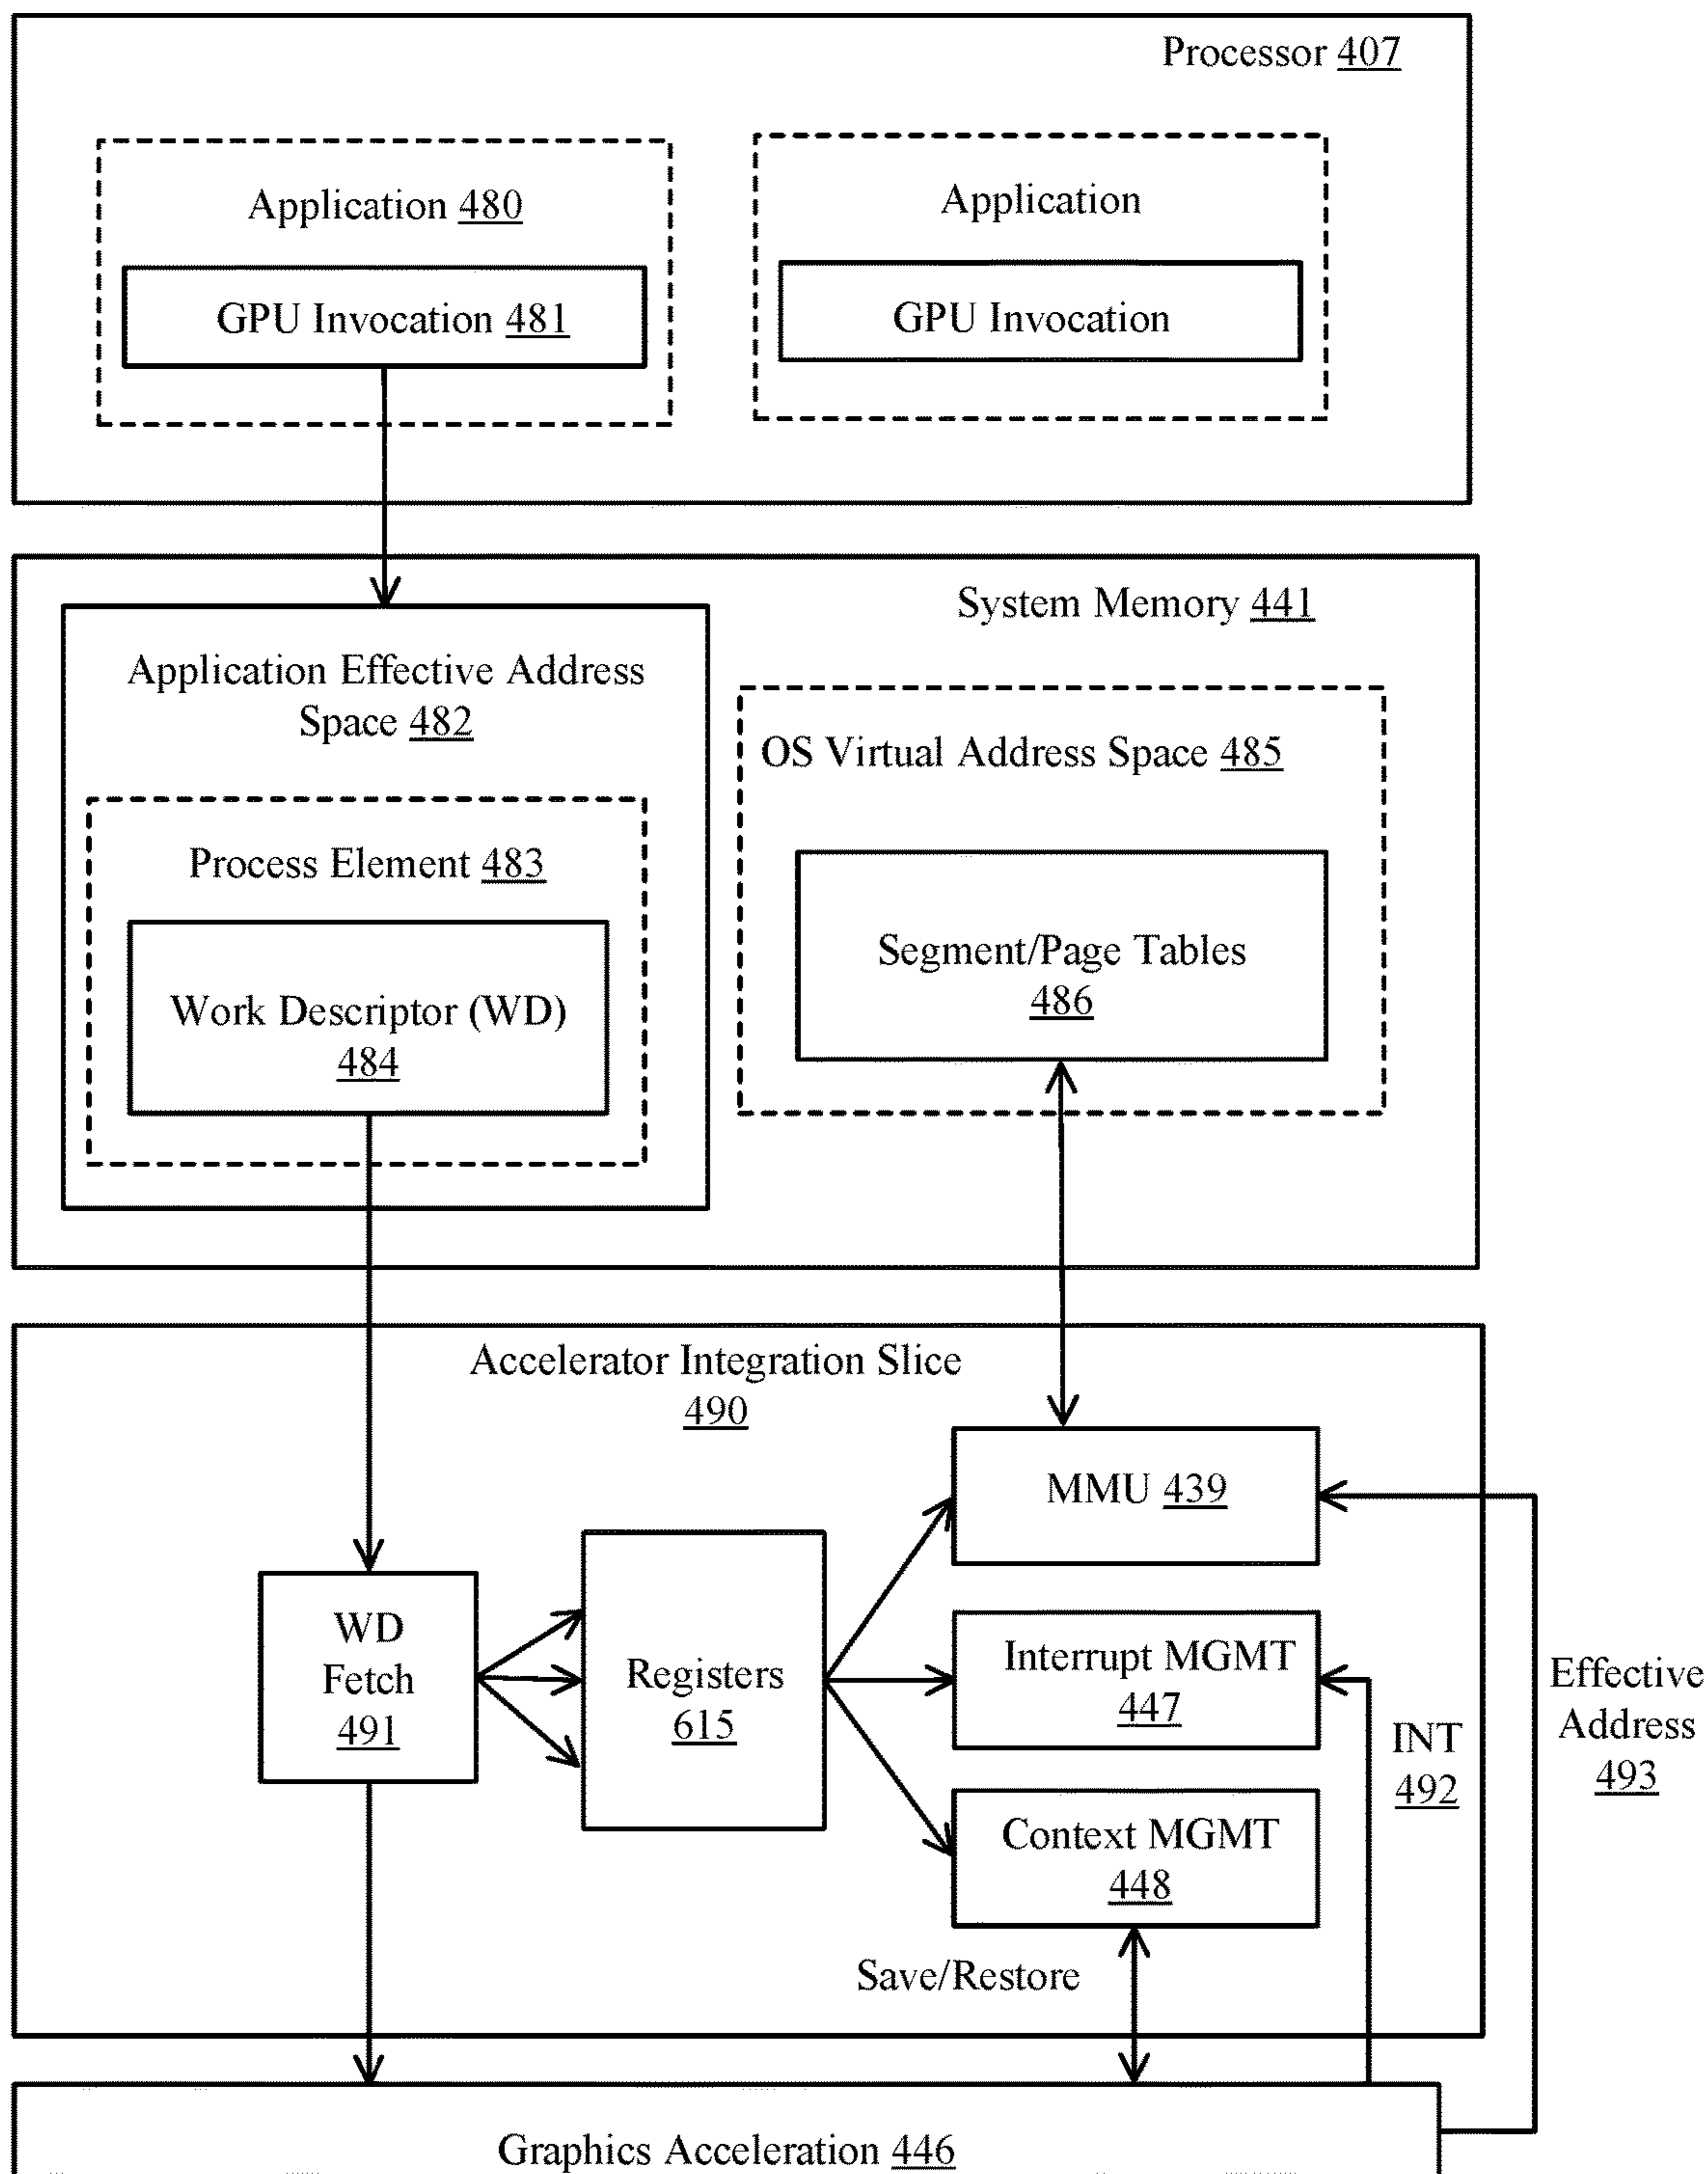 Processor 407
Application 480
Application
GPU Invocation 481
GPU Invocation
System Memory 441
Application Effective Address
Space 482
OS Virtual Address Space 485
Process Element 483
Segment/Page Tables
486
Work Descriptor (WD)
484
Accelerator Integration Slice
490
MMU 439
WD
Fetch
491
Registers
615
Interrupt MGMT
447
Effective
Address
493
INT
492
Context MGMT
448
Save/Restore
Graphics Acceleration 446